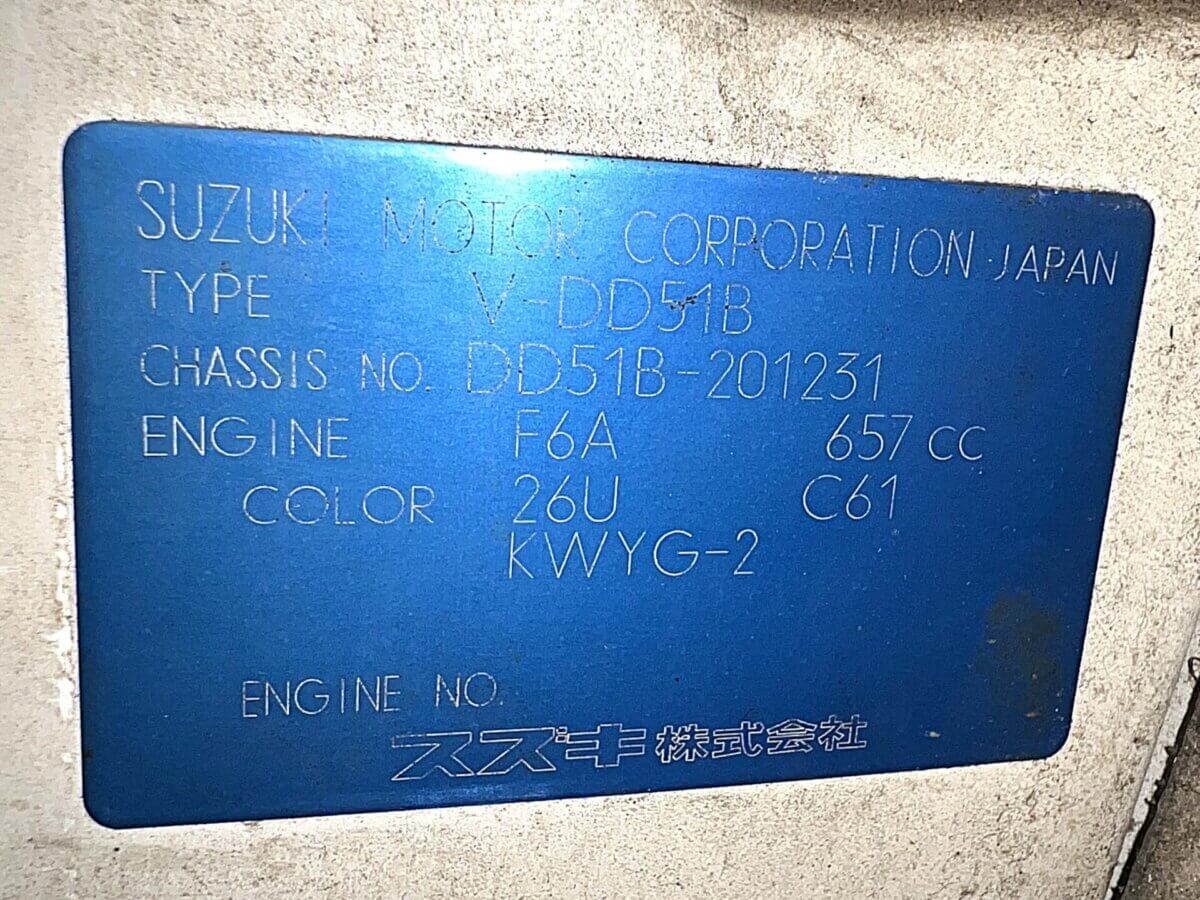 SUZUKI MOTOR CORPORATION JAPAN
TYPE V-DD51B
CHASSIS NO. DD51B-201231
ENGINE F6A 657 CC
COLOR 26U C61
KWYG-2
ENGINE NO.
スズキ株式会社